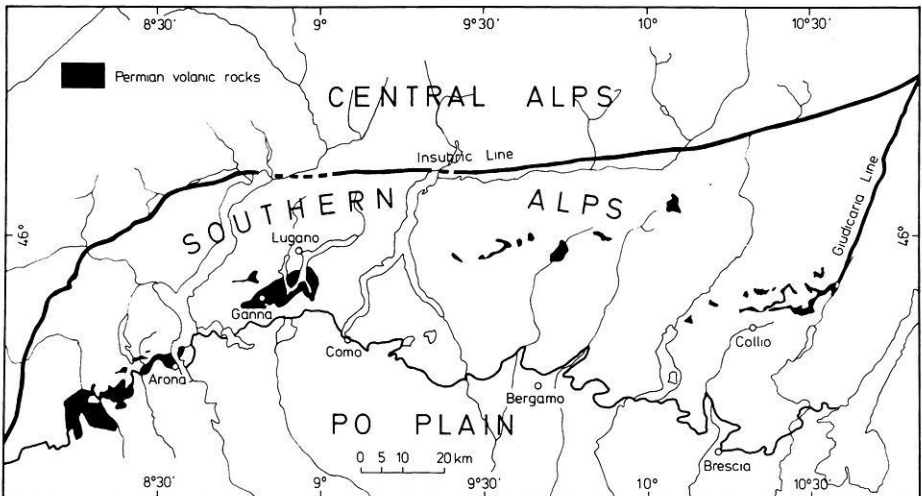 8°30'
9°
9°30'
10°
10°30'
Permian volanic rocks
CENTRAL ALPS
Insubric Line
SOUTHERN ALPS
Giudicaria Line
46°
46°
Lugano
Ganna
Como
Collio
Arona
Bergamo
PO PLAIN
0 5 10 20 km
Brescia
8°30'
9°
9°30'
10°
10°30'